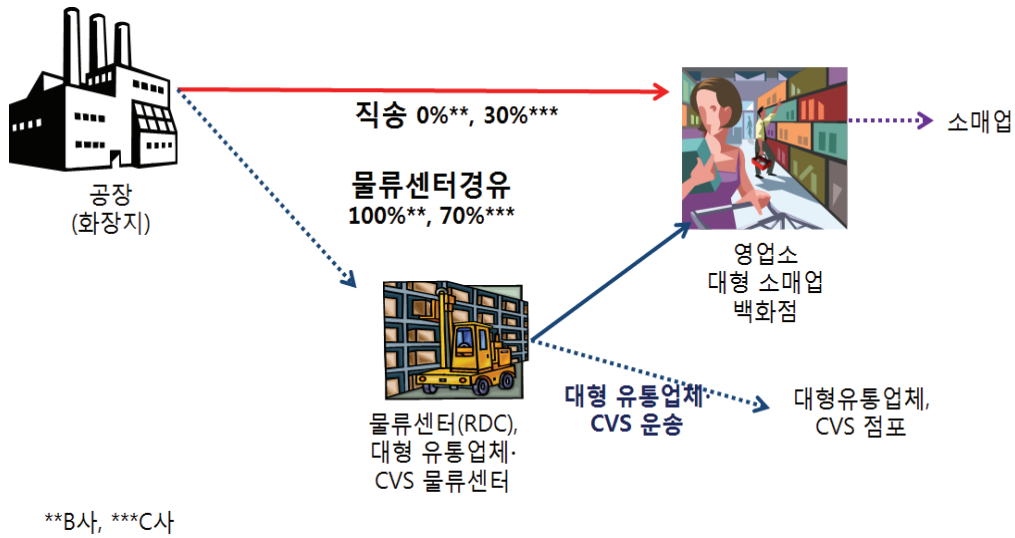 직송 0%**, 30%***
소매업
공장
(화장지)
물류센터경유
100%**, 70%***
영업소
대형 소매업
백화점
대형 유통업체·
CVS 운송
대형유통업체,
CVS 점포
물류센터(RDC),
대형 유통업체·
CVS 물류센터
**B사, ***C사